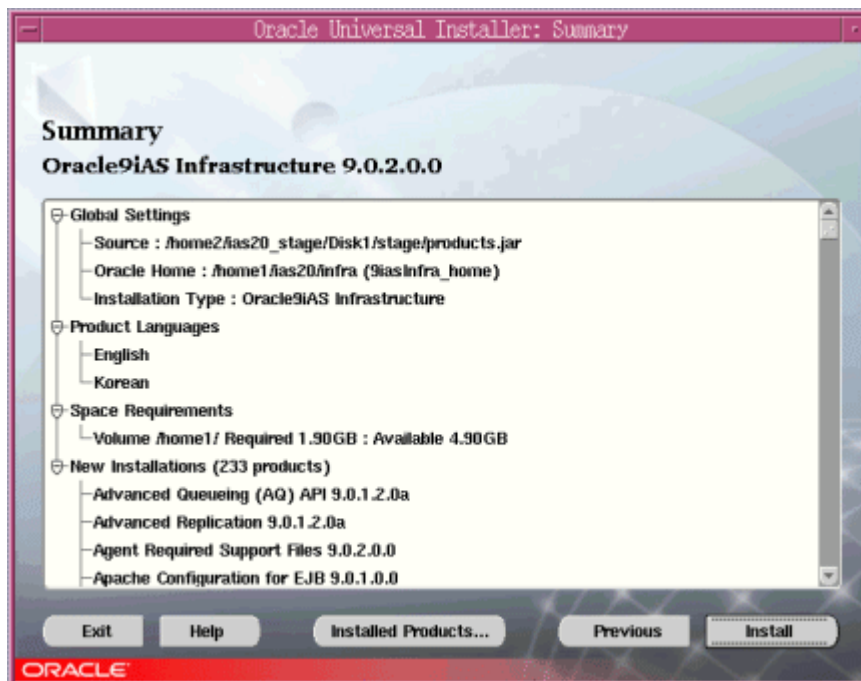 Oracle Universal Installer: Summary
Summary
Oracle9iAS Infrastructure 9.0.2.0.0
Global Settings
Source : /home2/ias20_stage/Disk1/stage/products.jar
Oracle Home : /home1/ias20/infra (9iasInfra_home)
Installation Type : Oracle9iAS Infrastructure
Product Languages
English
Korean
Space Requirements
Volume /home1/ Required 1.90GB : Available 4.90GB
New Installations (233 products)
Advanced Queueing (AQ) API 9.0.1.2.0a
Advanced Replication 9.0.1.2.0a
Agent Required Support Files 9.0.2.0.0
Apache Configuration for EJB 9.0.1.0.0
Exit Help Installed Products... Previous Install
ORACLE